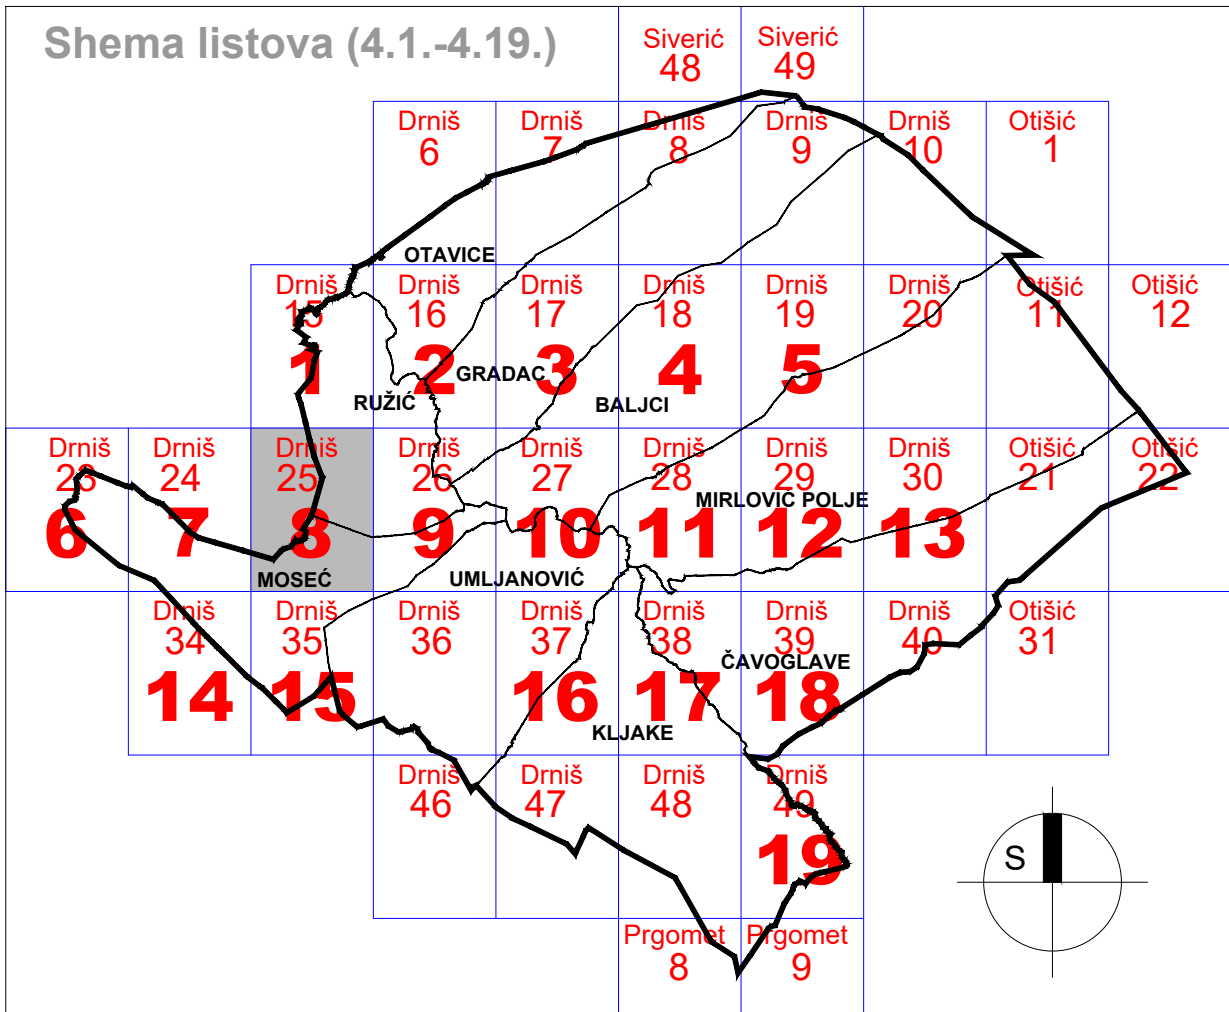 Shema listova (4.1.-4.19.)
Siverić
48
Siverić
49
Drniš
6
Drniš
7
Drniš
8
Drniš
9
Drniš
10
Otišić
1
OTAVICE
Drniš
15
1
Drniš
16
2
Drniš
17
3
Drniš
18
4
Drniš
19
5
Drniš
20
Otišić
11
Otišić
12
GRADAC
RUŽIĆ
BALJCI
Drniš
23
6
Drniš
24
7
Drniš
25
8
Drniš
26
9
Drniš
27
10
Drniš
28
11
Drniš
29
12
Drniš
30
13
Otišić
21
Otišić
22
MIRLOVIĆ POLJE
MOSEĆ
UMLJANOVIĆ
Drniš
34
14
Drniš
35
15
Drniš
36
Drniš
37
16
Drniš
38
17
Drniš
39
18
Drniš
40
Otišić
31
ČAVOGLAVE
KLJAKE
Drniš
46
Drniš
47
Drniš
48
Drniš
49
19
S
Prgomet
8
Prgomet
9